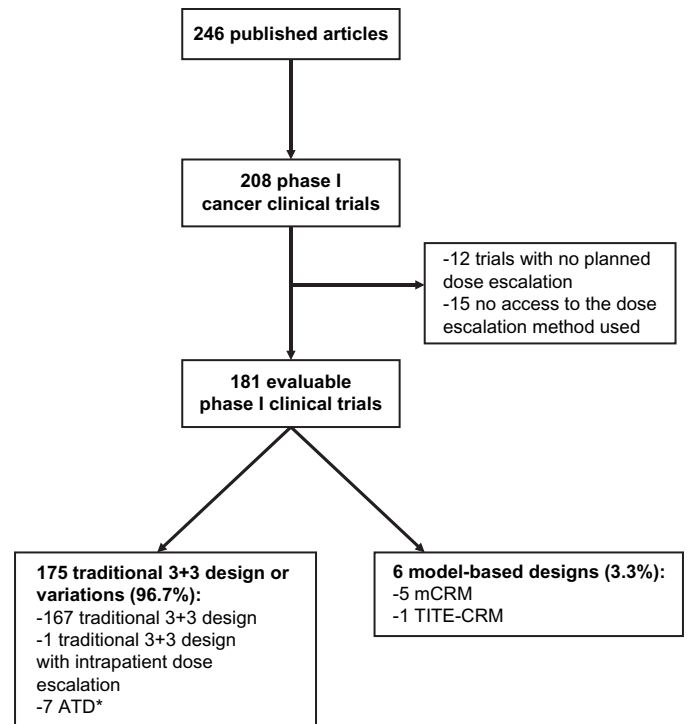 246 published articles
208 phase I
cancer clinical trials
-12 trials with no planned
dose escalation
-15 no access to the dose
escalation method used
181 evaluable
phase I clinical trials
175 traditional 3+3 design or
variations (96.7%):
-167 traditional 3+3 design
-1 traditional 3+3 design
with intrapatient dose
escalation
-7 ATD*
6 model-based designs (3.3%):
-5 mCRM
-1 TITE-CRM